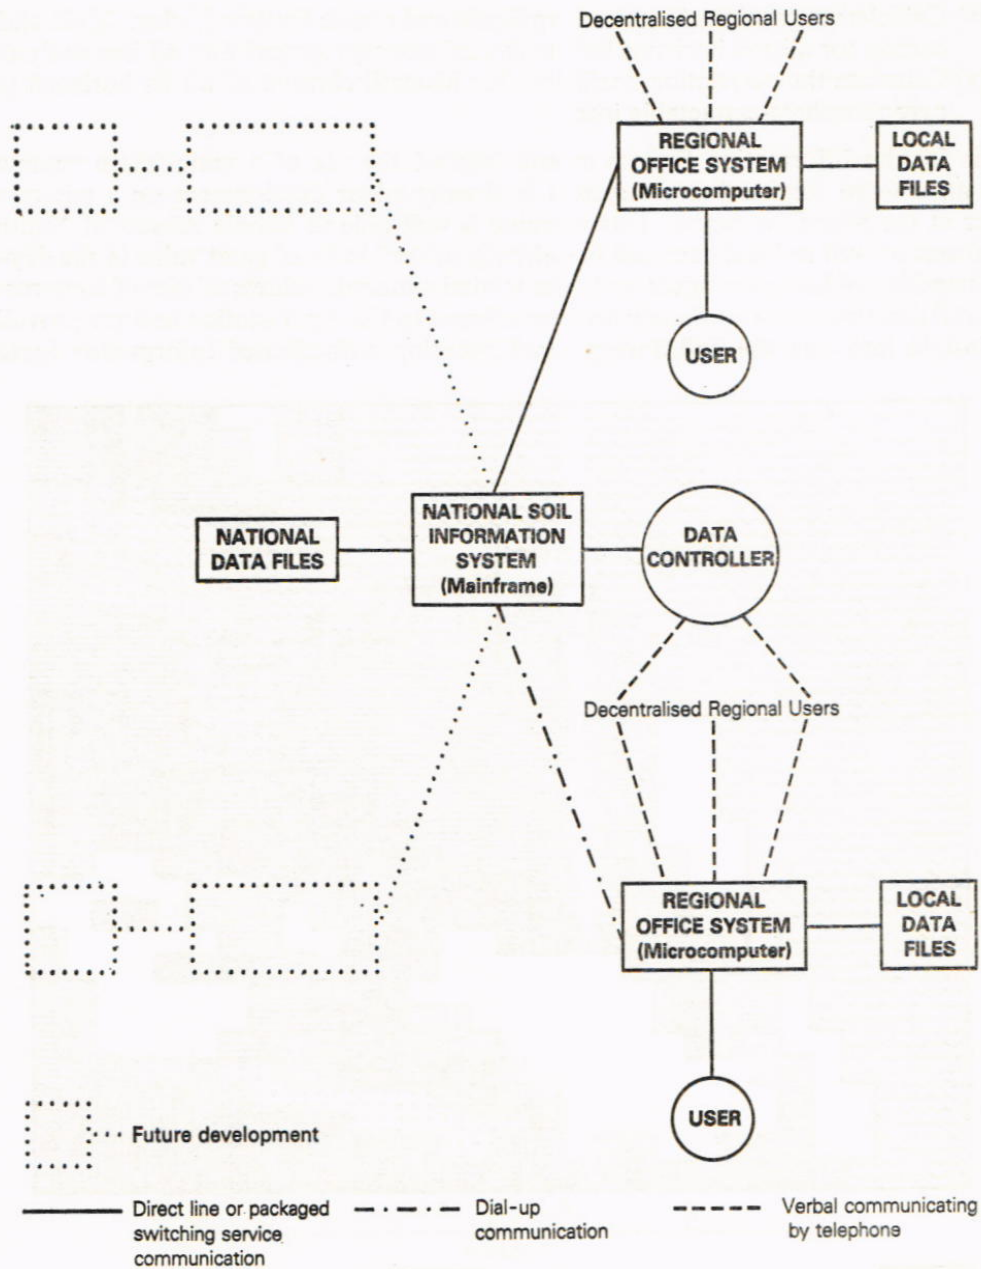 Decentralised Regional Users
REGIONAL
OFFICE SYSTEM
(Microcomputer)
LOCAL
DATA
FILES
USER
NATIONAL
DATA FILES
NATIONAL SOIL
INFORMATION
SYSTEM
(Mainframe)
DATA
CONTROLLER
Decentralised Regional Users
REGIONAL
OFFICE SYSTEM
(Microcomputer)
LOCAL
DATA
FILES
USER
Future development
Direct line or packaged
switching service
communication
Dial-up
communication
Verbal communicating
by telephone